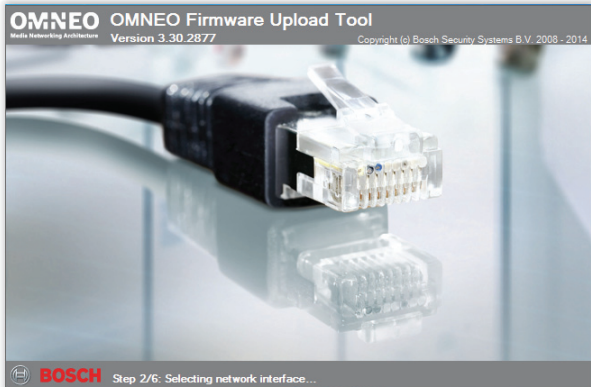 OMNEO OMNEO Firmware Upload Tool
Media Networking Architecture Version 3.30.2877
Copyright (c) Bosch Security Systems B.V. 2008 - 2014
BOSCH Step 2/6: Selecting network interface...